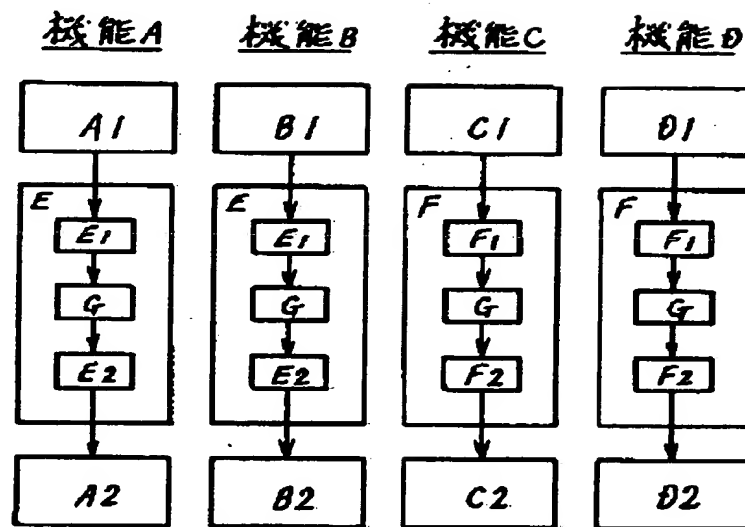 機能A 機能B 機能C 機能D
A1 B1 C1 D1
E E F F
E1 E1 F1 F1
G G G G
E2 E2 F2 F2
A2 B2 C2 D2